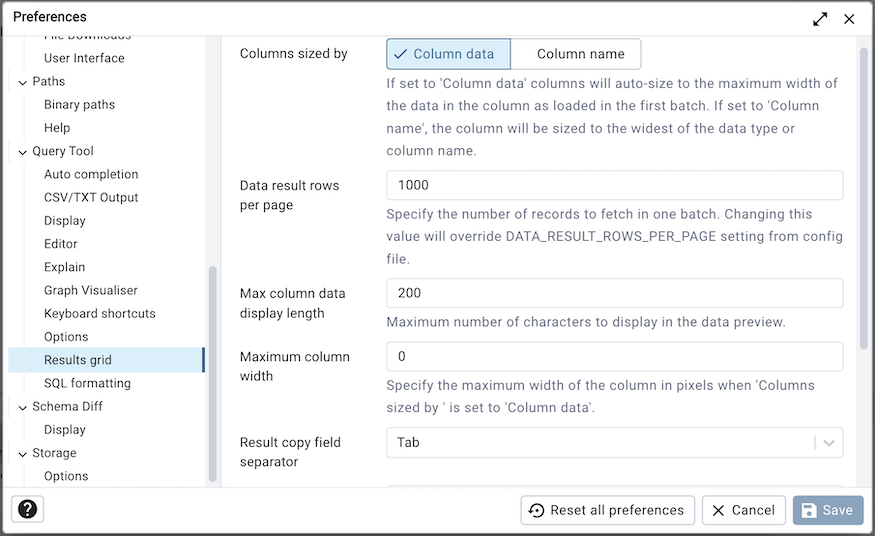 Preferences
File Downloads
User Interface
Paths
Binary paths
Help
Query Tool
Auto completion
CSV/TXT Output
Display
Editor
Explain
Graph Visualiser
Keyboard shortcuts
Options
Results grid
SQL formatting
Schema Diff
Display
Storage
Options
Columns sized by
Column data
Column name
If set to 'Column data' columns will auto-size to the maximum width of
the data in the column as loaded in the first batch. If set to 'Column
name', the column will be sized to the widest of the data type or
column name.
Data result rows
per page
1000
Specify the number of records to fetch in one batch. Changing this
value will override DATA_RESULT_ROWS_PER_PAGE setting from config
file.
Max column data
display length
200
Maximum number of characters to display in the data preview.
Maximum column
width
0
Specify the maximum width of the column in pixels when 'Columns
sized by ' is set to 'Column data'.
Result copy field
separator
Tab
?
Reset all preferences
Cancel
Save